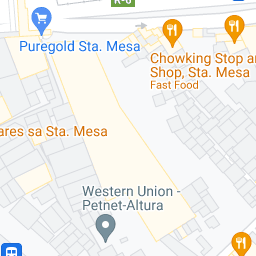 R-6
Puregold Sta. Mesa
Chowking Stop an
Shop, Sta. Mesa
Fast Food
ares sa Sta. Mesa
Western Union -
Petnet-Altura